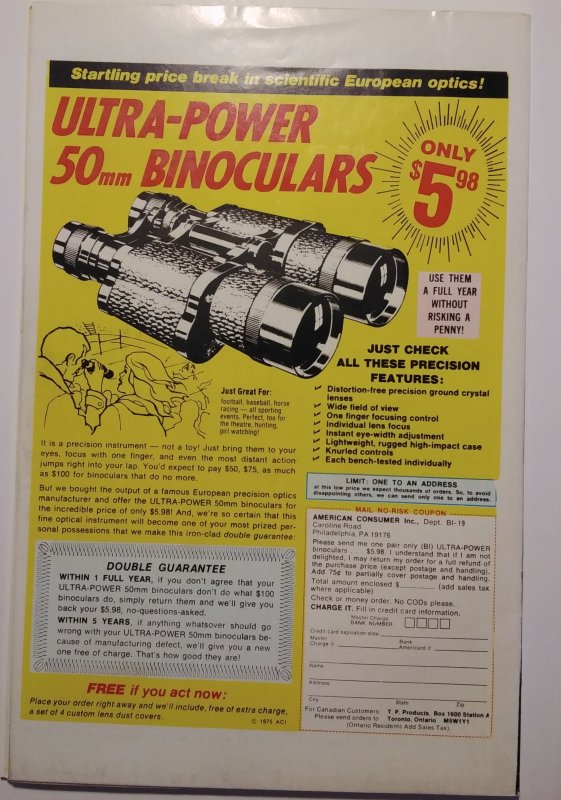 Startling price break in scientific European optics!
ULTRA-POWER
50mm BINOCULARS
ONLY
$5.98
USE THEM
A FULL YEAR
WITHOUT
RISKING A
PENNY!
JUST CHECK
ALL THESE PRECISION
FEATURES:
Distortion-free precision ground crystal
lenses
Wide field of view
One finger focusing control
Individual lens focus
Instant eye-width adjustment
Lightweight, rugged high-impact case
Knurled controls
Each bench-tested individually
Just Great For:
football, baseball, horse
racing — all sporting
events. Perfect, too for
the theatre, hunting,
girl watching!
It is a precision instrument — not a toy! Just bring them to your
eyes, focus with one finger, and even the most distant action
jumps right into your lap. You'd expect to pay $50, $75, as much
as $100 for binoculars that do no more.
But we bought the output of a famous European precision optics
manufacturer and offer the ULTRA-POWER 50mm binoculars for
the incredible price of only $5.98! And, we're so certain that this
fine optical instrument will become one of your most prized per-
sonal possessions that we make this iron-clad double guarantee:
DOUBLE GUARANTEE
WITHIN 1 FULL YEAR, if you don't agree that your
ULTRA-POWER 50mm binoculars don't do what $100
binoculars do, simply return them and we'll give you
back your $5.98, no-questions-asked.
WITHIN 5 YEARS, if anything whatsover should go
wrong with your ULTRA-POWER 50mm binoculars be-
cause of manufacturing defect, we'll give you a new
one free of charge. That's how good they are!
FREE if you act now:
Place your order right away and we'll include, free of extra charge,
a set of 4 custom lens dust covers.
© 1975 ACI
LIMIT: ONE TO AN ADDRESS
at this low price we expect thousands of orders. So, to avoid
disappointing others, we can send only one to an address.
MAIL NO-RISK COUPON
AMERICAN CONSUMER Inc., Dept. BI-19
Caroline Road
Philadelphia, PA 19176
Please send me one pair only (BI) ULTRA-POWER
binoculars $5.98. I understand that if I am not
delighted, I may return my order for a full refund of
the purchase price (except postage and handling).
Add 75¢ to partially cover postage and handling.
Total amount enclosed $ (add sales tax
where applicable)
Check or money order. No CODs please.
CHARGE IT. Fill in credit card information.
Master Charge
BANK NUMBER
Credit card expiration date
Master
Charge #
Bank
Americard #
Name
Address
City State Zip
For Canadian Customers:
Please send orders to
T. P. Products, Box 1600 Station A
Toronto, Ontario M5W1Y1
(Ontario Residents Add Sales Tax).